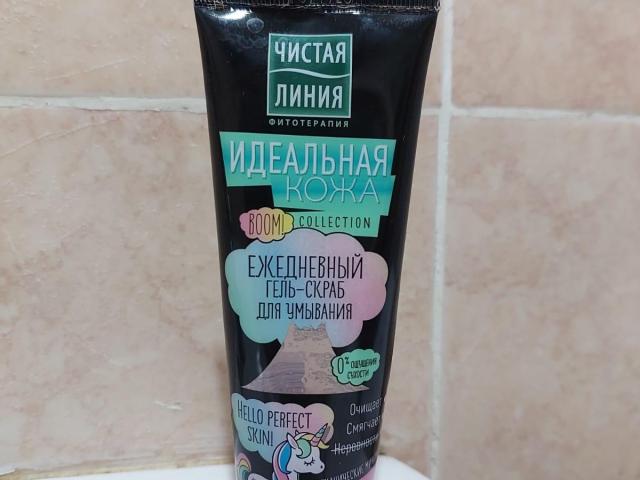 ЧИСТАЯ
ЛИНИЯ
ФИТОТЕРАПИЯ
ИДЕАЛЬНАЯ
КОЖА
BOOM! COLLECTION
ЕЖЕДНЕВНЫЙ
ГЕЛЬ-СКРАБ
ДЛЯ УМЫВАНИЯ
0% ОЩУЩЕНИЯ
СУХОСТИ
HELLO PERFECT
SKIN!
Очищает
Смягчает